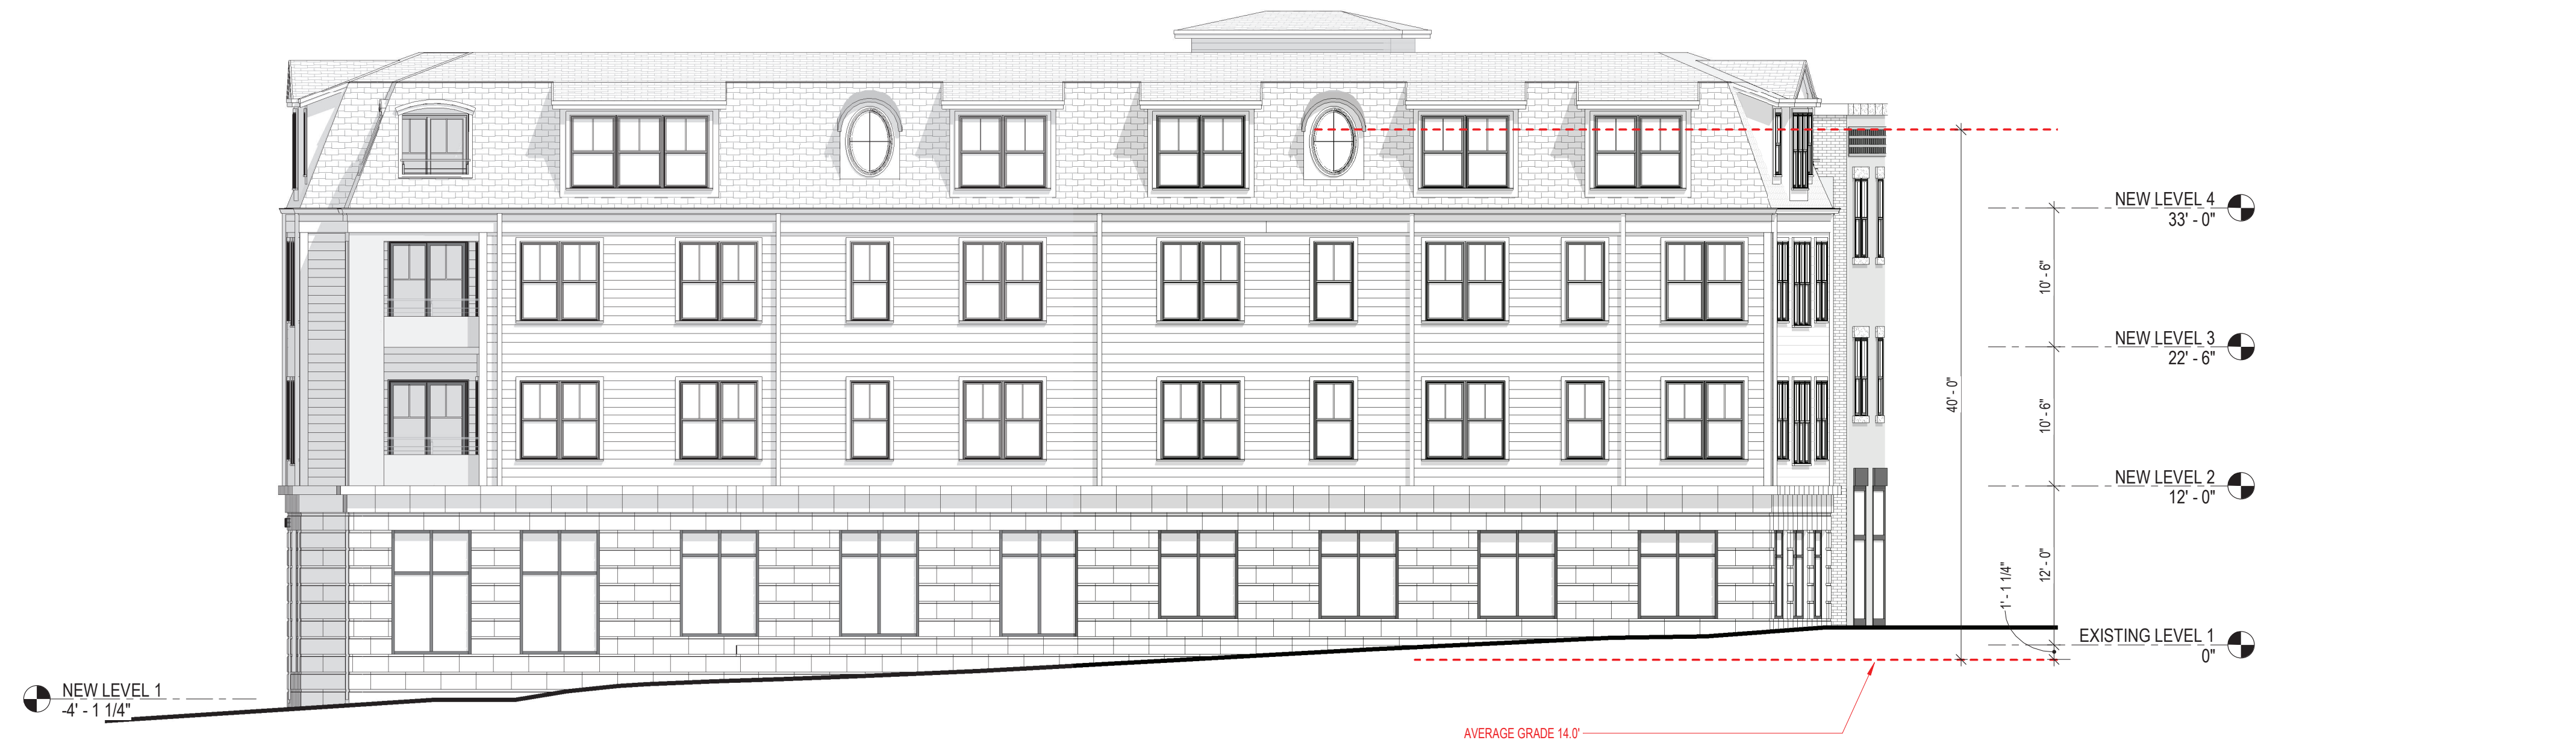 NEW LEVEL 4
33' - 0"
10' - 6"
NEW LEVEL 3
22' - 6"
40' - 0"
10' - 6"
NEW LEVEL 2
12' - 0"
12' - 0"
1' - 1 1/4"
EXISTING LEVEL 1
0"
NEW LEVEL 1
-4' - 1 1/4"
AVERAGE GRADE 14.0'